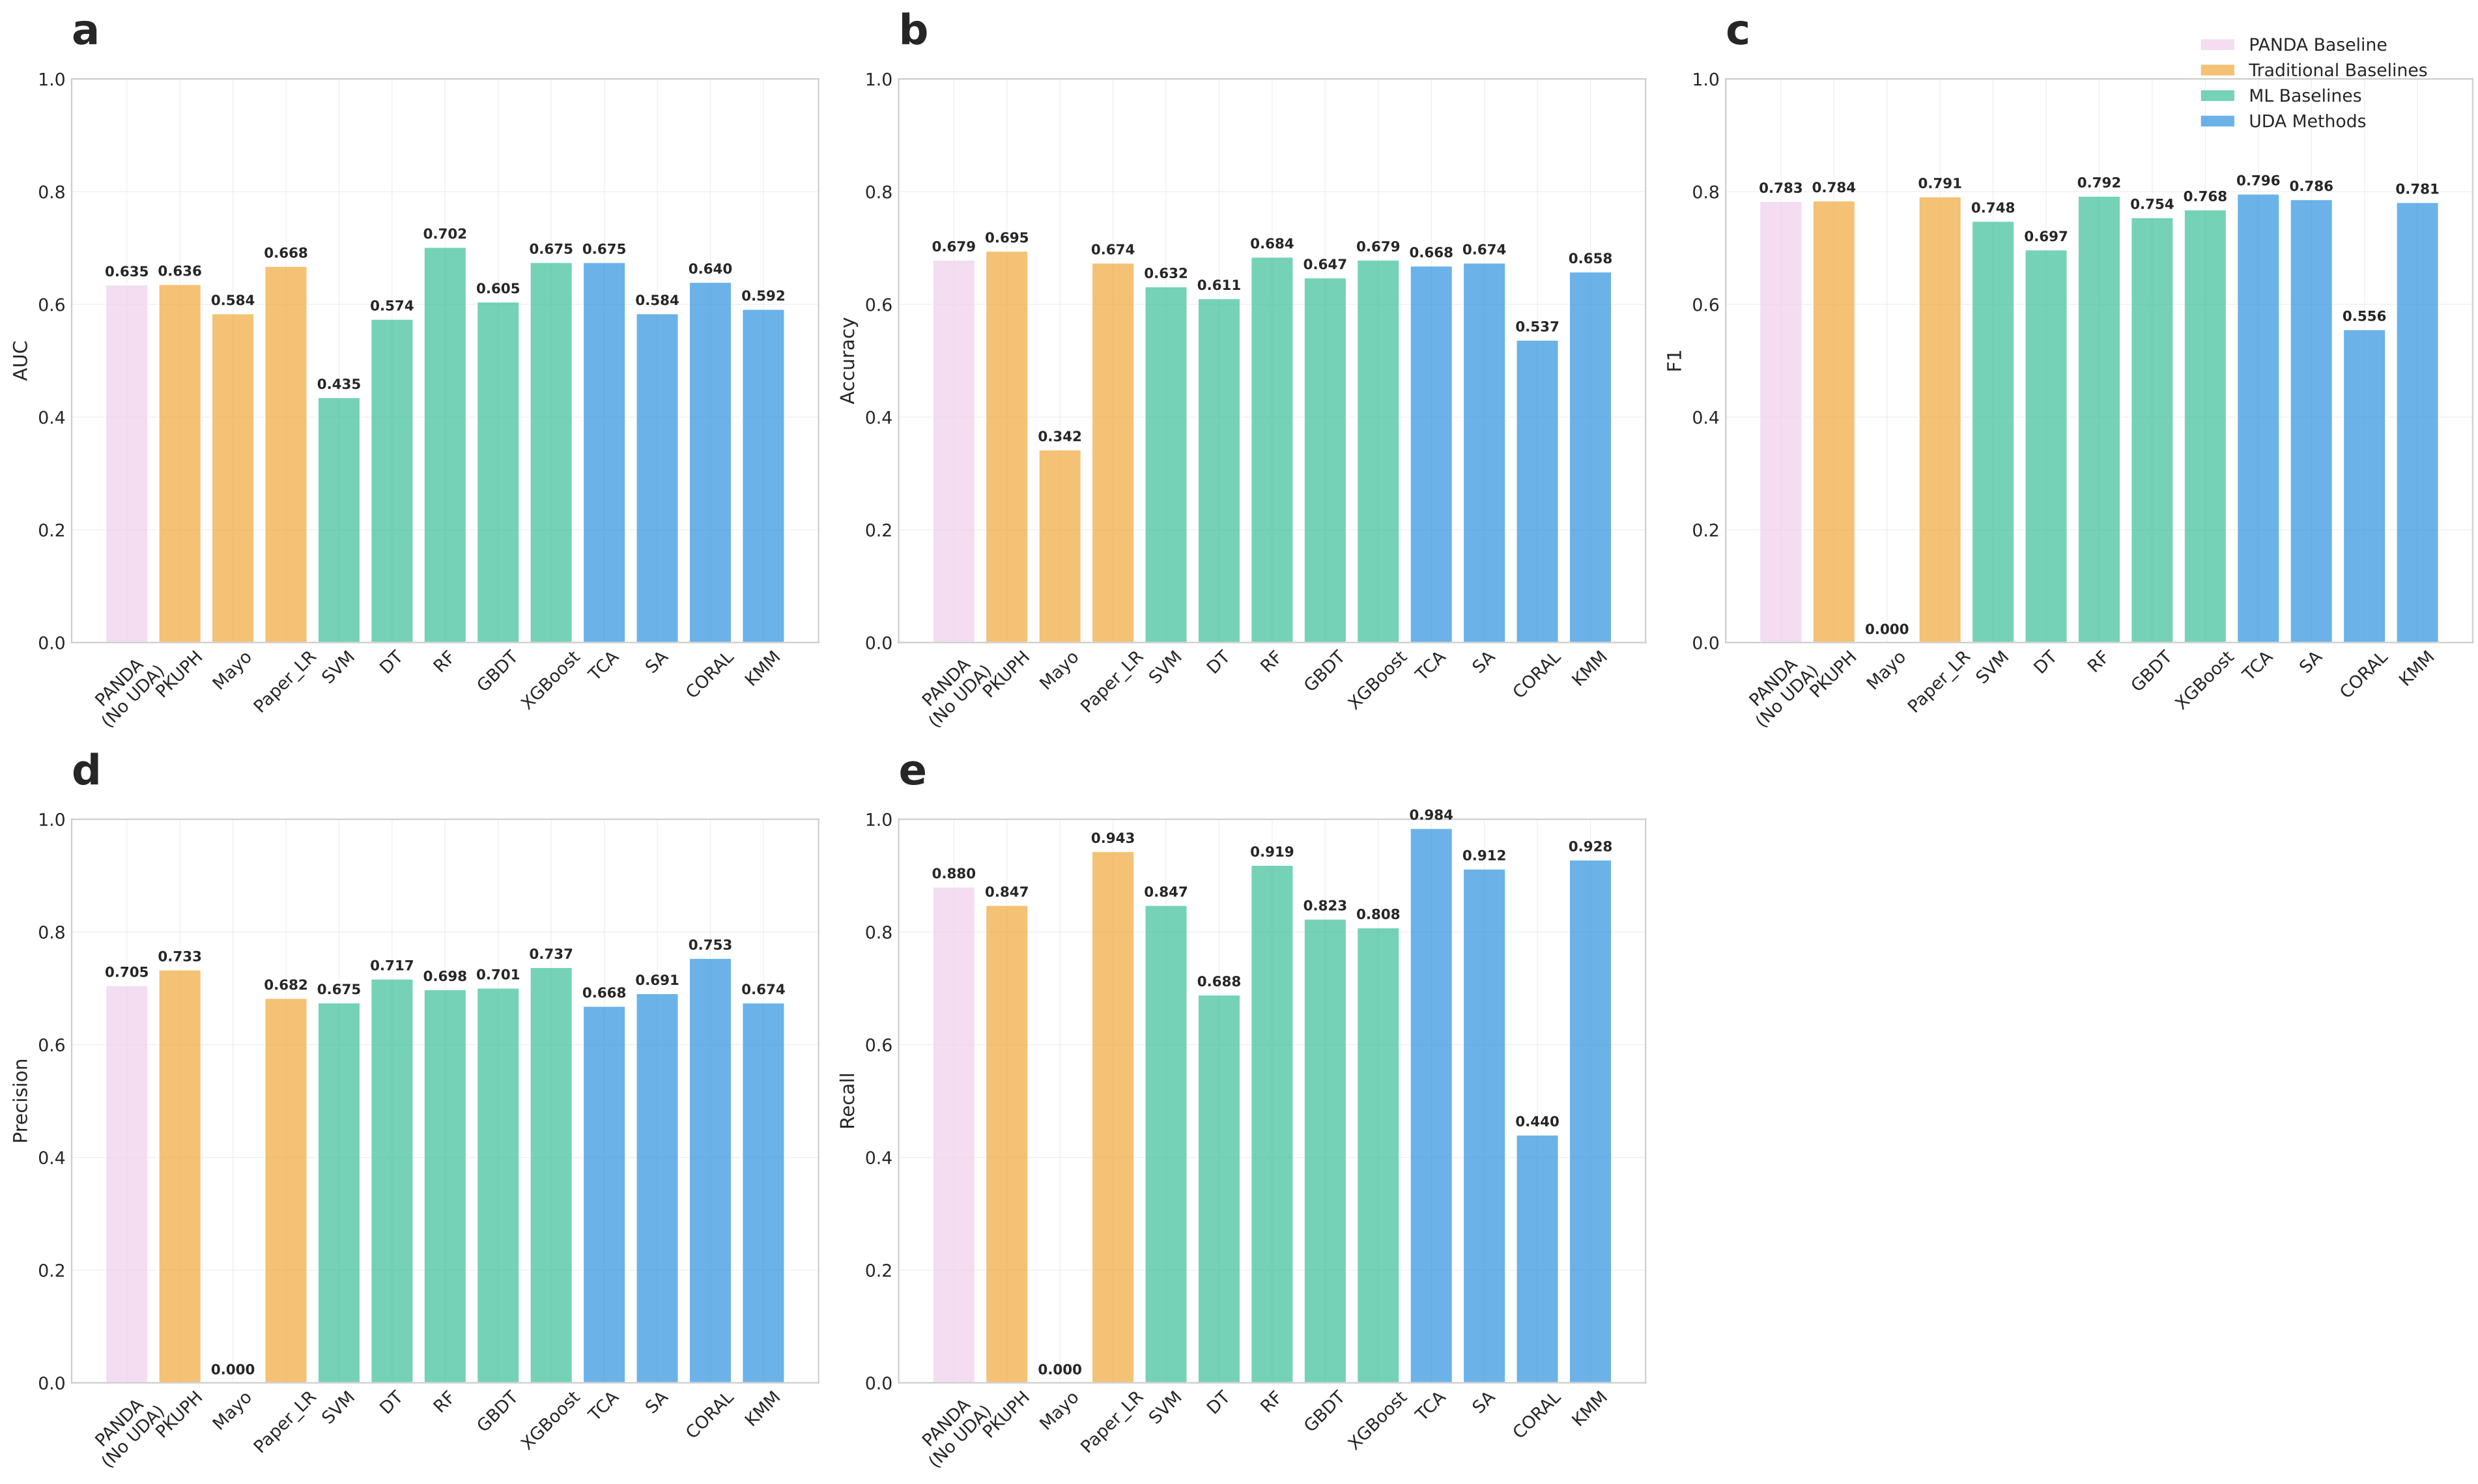 a
AUC
1.0
0.8
0.6
0.4
0.2
0.0
0.635
0.636
0.584
0.668
0.435
0.574
0.702
0.605
0.675
0.675
0.584
0.640
0.592
PANDA
(No UDA)
PKUPH
Mayo
Paper_LR
SVM
DT
RF
GBDT
XGBoost
TCA
SA
CORAL
KMM
b
Accuracy
1.0
0.8
0.6
0.4
0.2
0.0
0.679
0.695
0.342
0.674
0.632
0.611
0.684
0.647
0.679
0.668
0.674
0.537
0.658
PANDA
(No UDA)
PKUPH
Mayo
Paper_LR
SVM
DT
RF
GBDT
XGBoost
TCA
SA
CORAL
KMM
c
PANDA Baseline
Traditional Baselines
ML Baselines
UDA Methods
F1
1.0
0.8
0.6
0.4
0.2
0.0
0.783
0.784
0.000
0.791
0.748
0.697
0.792
0.754
0.768
0.796
0.786
0.556
0.781
PANDA
(No UDA)
PKUPH
Mayo
Paper_LR
SVM
DT
RF
GBDT
XGBoost
TCA
SA
CORAL
KMM
d
Precision
1.0
0.8
0.6
0.4
0.2
0.0
0.705
0.733
0.000
0.682
0.675
0.717
0.698
0.701
0.737
0.668
0.691
0.753
0.674
PANDA
(No UDA)
PKUPH
Mayo
Paper_LR
SVM
DT
RF
GBDT
XGBoost
TCA
SA
CORAL
KMM
e
Recall
1.0
0.8
0.6
0.4
0.2
0.0
0.880
0.847
0.000
0.943
0.847
0.688
0.919
0.823
0.808
0.984
0.912
0.440
0.928
PANDA
(No UDA)
PKUPH
Mayo
Paper_LR
SVM
DT
RF
GBDT
XGBoost
TCA
SA
CORAL
KMM